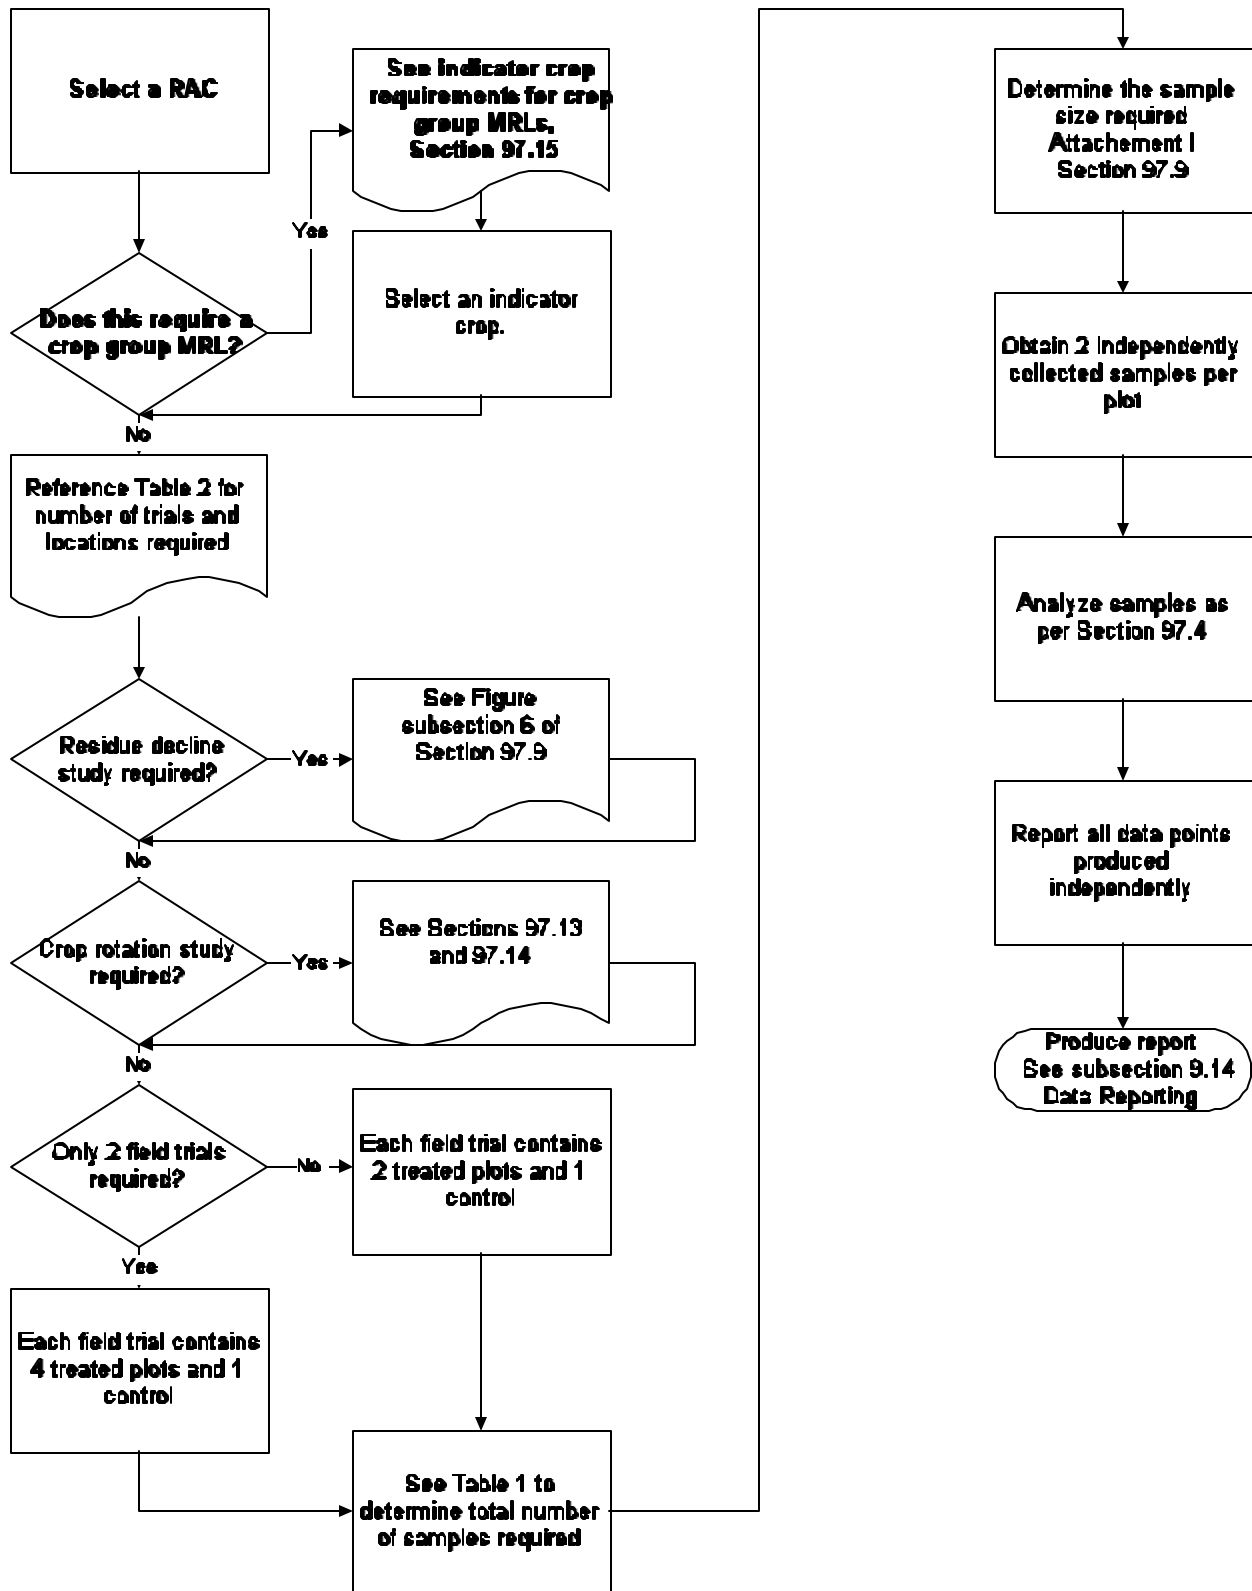 Select a RAC
See indicator crop
requirements for crop
group MRLs,
Section 97.15
Yes
Select an indicator
crop.
Does this require a
crop group MRL?
No
Reference Table 2 for
number of trials and
locations required
Residue decline
study required?
Yes
See Figure
subsection 6 of
Section 97.9
No
Crop rotation study
required?
Yes
See Sections 97.13
and 97.14
No
Only 2 field trials
required?
No
Each field trial contains
2 treated plots and 1
control
Yes
Each field trial contains
4 treated plots and 1
control
See Table 1 to
determine total number
of samples required
Determine the sample
size required
Attachement I
Section 97.9
Obtain 2 Independently
collected samples per
plot
Analyze samples as
per Section 97.4
Report all data points
produced
independently
Produce report
See subsection 9.14
Data Reporting